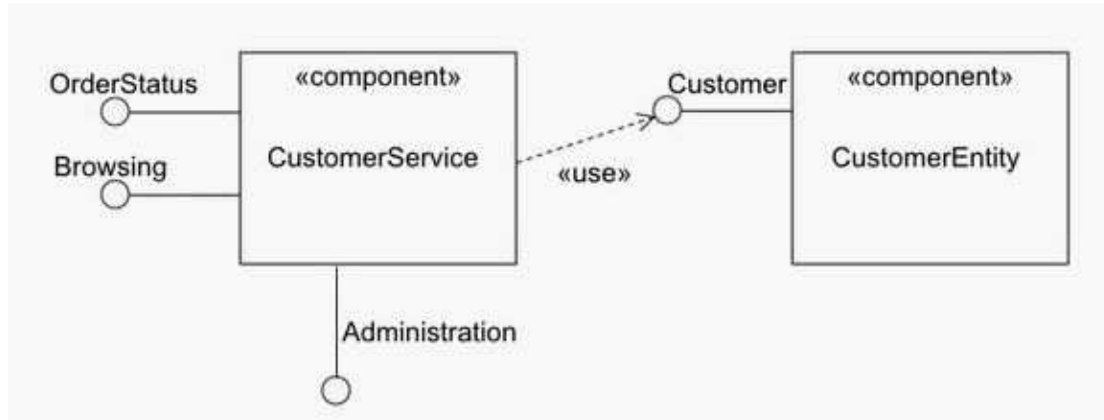 OrderStatus
Browsing
«component»
CustomerService
Administration
«use»
Customer
«component»
CustomerEntity